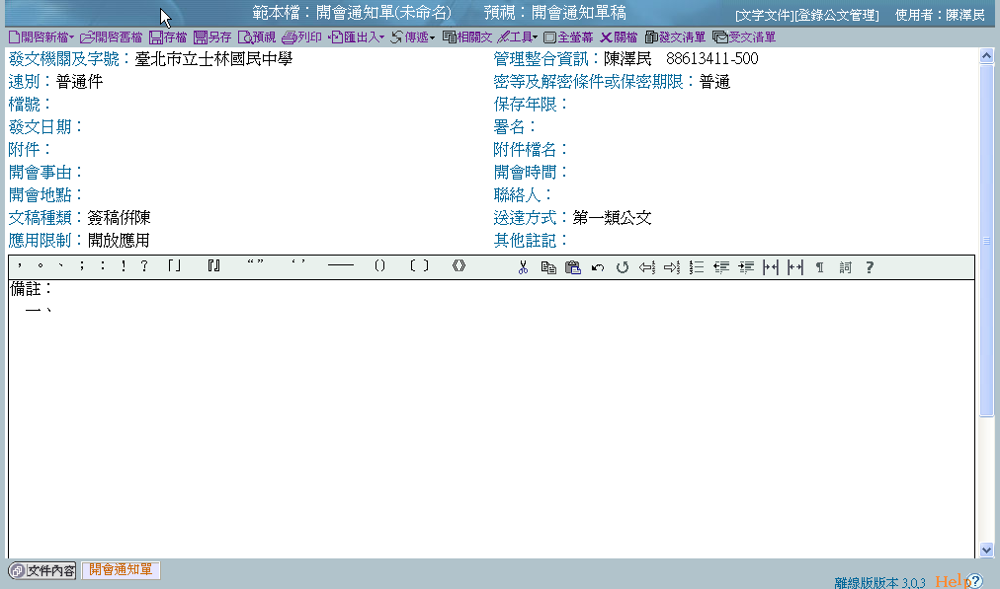 範本檔：開會通知單(未命名)　預視：開會通知單稿　[文字文件][登錄公文管理]　使用者：陳澤民
開啓新檔 開啓舊檔 存檔 另存 預視 列印 匯出入 傳遞 相關文 工具 全螢幕 關檔 發文清單 受文清單
發文機關及字號：臺北市立士林國民中學　管理整合資訊：陳澤民　88613411-500
速別：普通件　密等及解密條件或保密期限：普通
檔號：　保存年限：
發文日期：　署名：
附件：　附件檔名：
開會事由：　開會時間：
開會地點：　聯絡人：
文稿種類：簽稿併陳　送達方式：第一類公文
應用限制：開放應用　其他註記：
，。、；：！？「」『』“”‘’——（）〔〕《》 ¶ 詞 ?
備註：
一、
文件內容 開會通知單
離線版版本 3.0.3 Help?